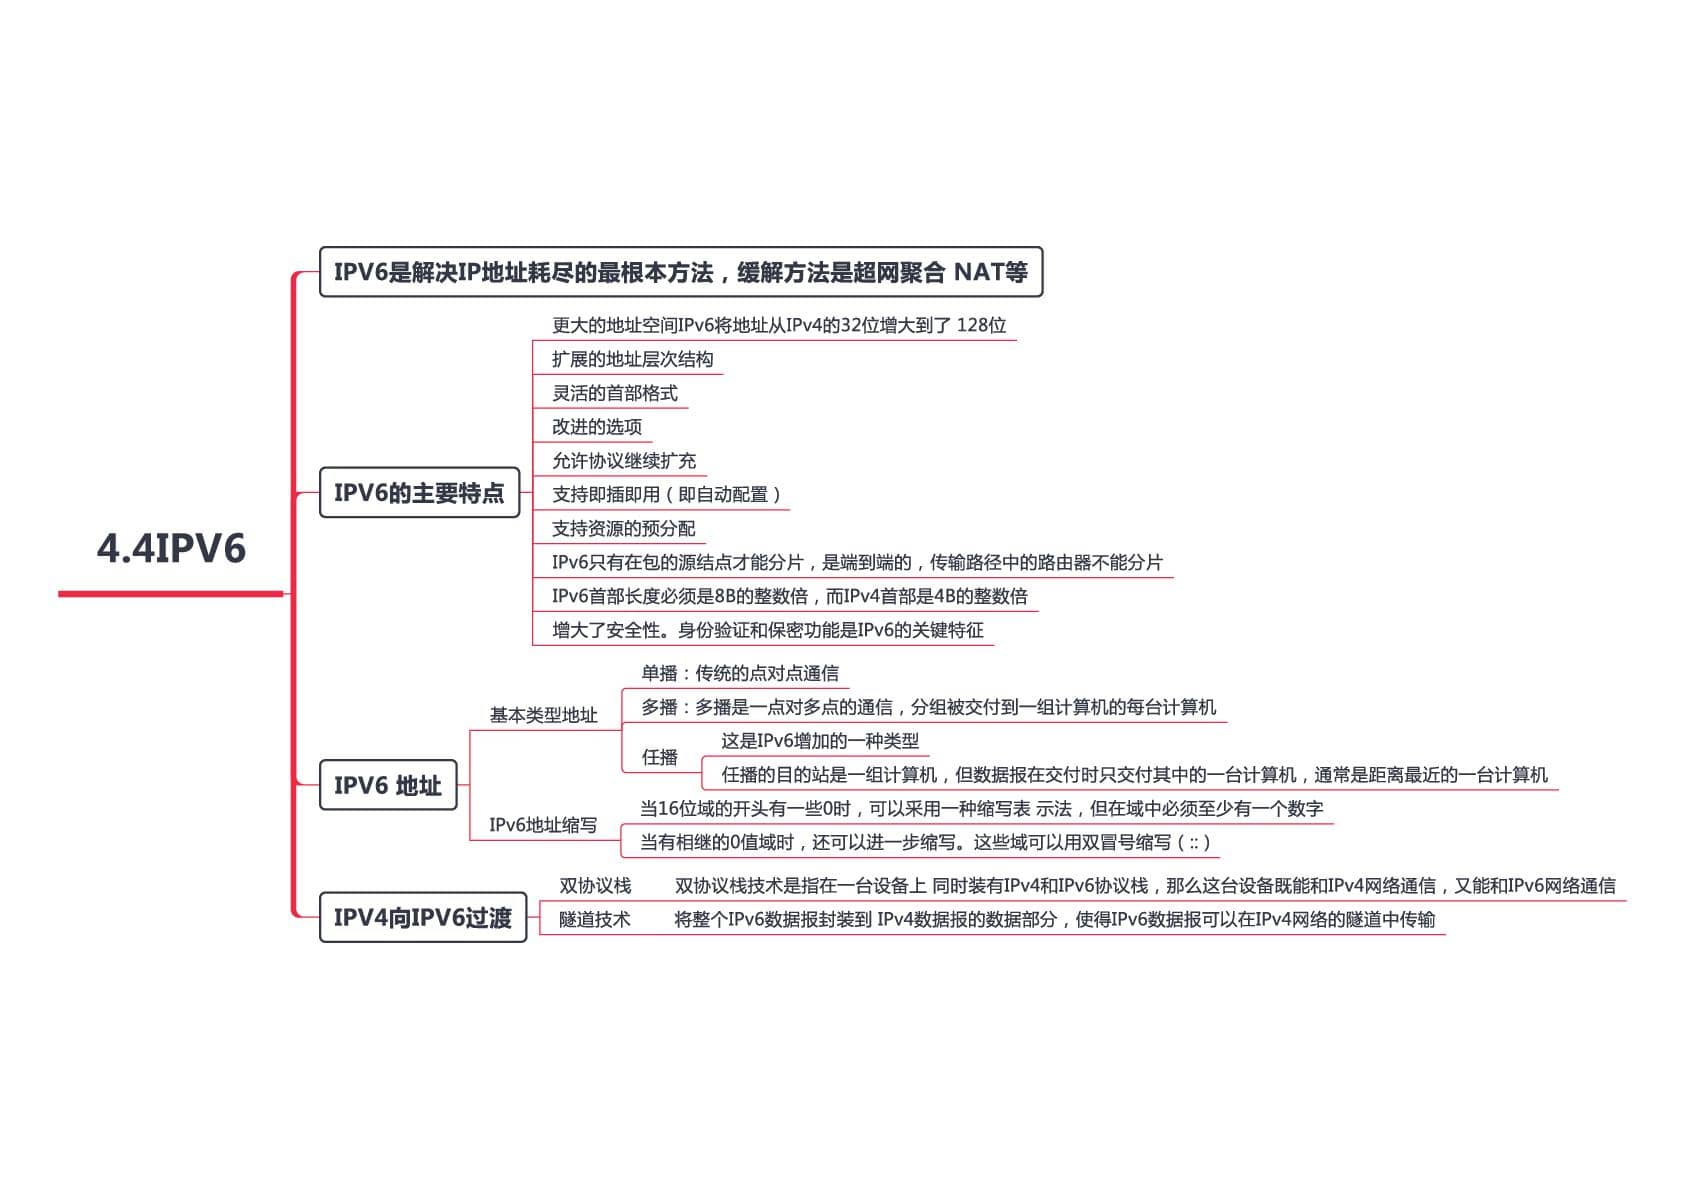 4.4IPV6
IPV6是解决IP地址耗尽的最根本方法，缓解方法是超网聚合 NAT等
IPV6的主要特点
更大的地址空间IPv6将地址从IPv4的32位增大到了 128位
扩展的地址层次结构
灵活的首部格式
改进的选项
允许协议继续扩充
支持即插即用（即自动配置）
支持资源的预分配
IPv6只有在包的源结点才能分片，是端到端的，传输路径中的路由器不能分片
IPv6首部长度必须是8B的整数倍，而IPv4首部是4B的整数倍
增大了安全性。身份验证和保密功能是IPv6的关键特征
IPV6 地址
基本类型地址
单播：传统的点对点通信
多播：多播是一点对多点的通信，分组被交付到一组计算机的每台计算机
任播
这是IPv6增加的一种类型
任播的目的站是一组计算机，但数据报在交付时只交付其中的一台计算机，通常是距离最近的一台计算机
IPv6地址缩写
当16位域的开头有一些0时，可以采用一种缩写表 示法，但在域中必须至少有一个数字
当有相继的0值域时，还可以进一步缩写。这些域可以用双冒号缩写（::）
IPV4向IPV6过渡
双协议栈 双协议栈技术是指在一台设备上 同时装有IPv4和IPv6协议栈，那么这台设备既能和IPv4网络通信，又能和IPv6网络通信
隧道技术 将整个IPv6数据报封装到 IPv4数据报的数据部分，使得IPv6数据报可以在IPv4网络的隧道中传输